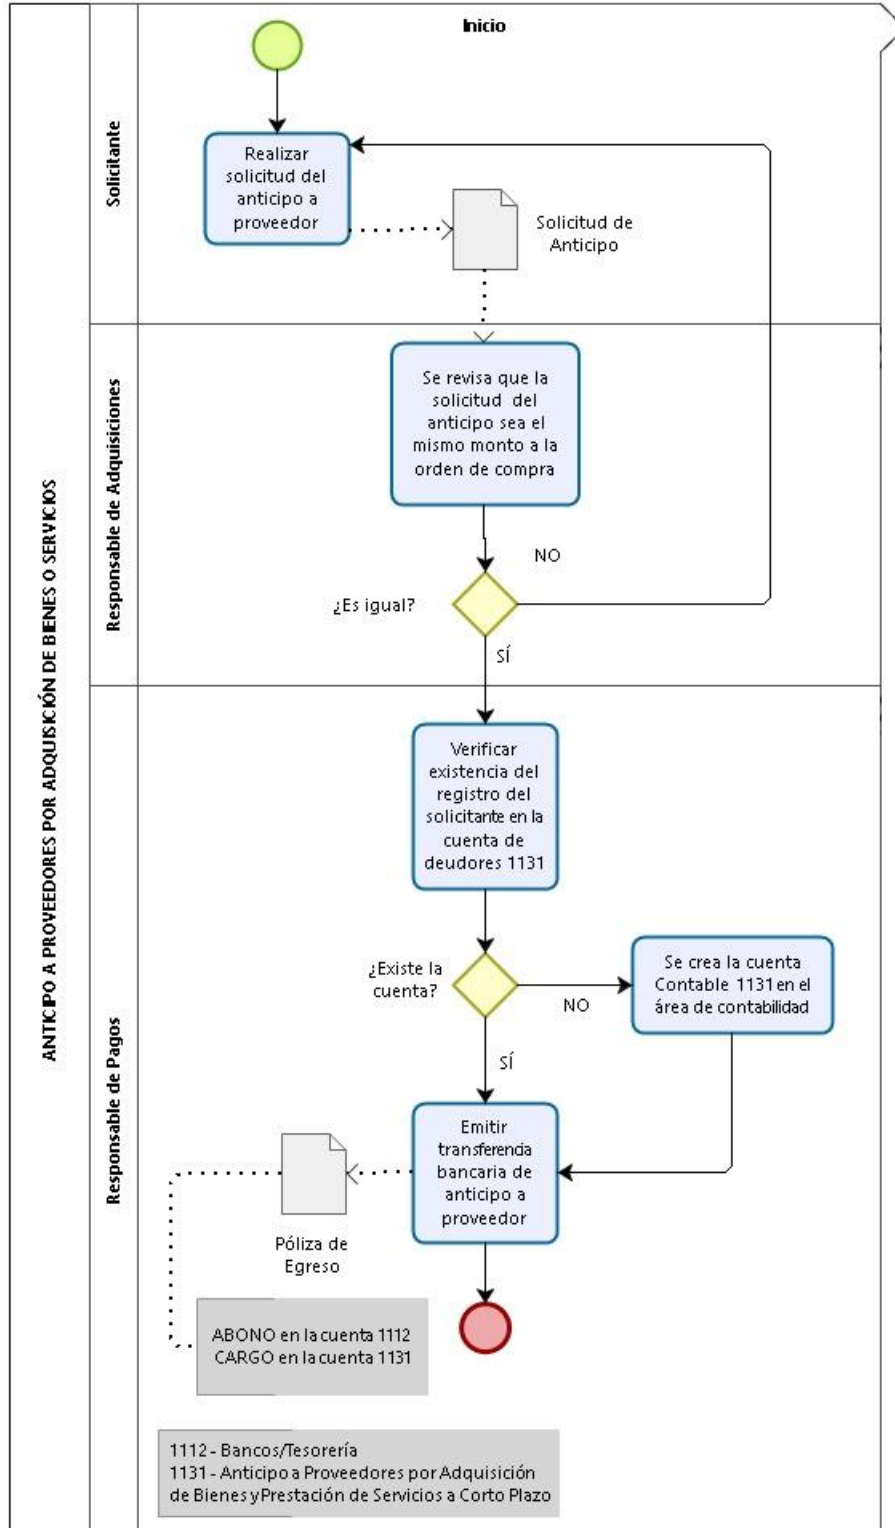 Inicio
ANTICIPO A PROVEEDORES POR ADQUISICIÓN DE BIENES O SERVICIOS
Solicitante
Realizar
solicitud del
anticipo a
proveedor
Solicitud de
Anticipo
Responsable de Adquisiciones
Se revisa que la
solicitud del
anticipo sea el
mismo monto a la
orden de compra
NO
¿Es igual?
SÍ
Responsable de Pagos
Verificar
existencia del
registro del
solicitante en la
cuenta de
deudores 1131
¿Existe la
cuenta?
NO
Se crea la cuenta
Contable 1131 en el
área de contabilidad
SÍ
Emitir
transferencia
bancaria de
anticipo a
proveedor
Póliza de
Egreso
ABONO en la cuenta 1112
CARGO en la cuenta 1131
1112 - Bancos/Tesorería
1131 - Anticipo a Proveedores por Adquisición
de Bienes y Prestación de Servicios a Corto Plazo